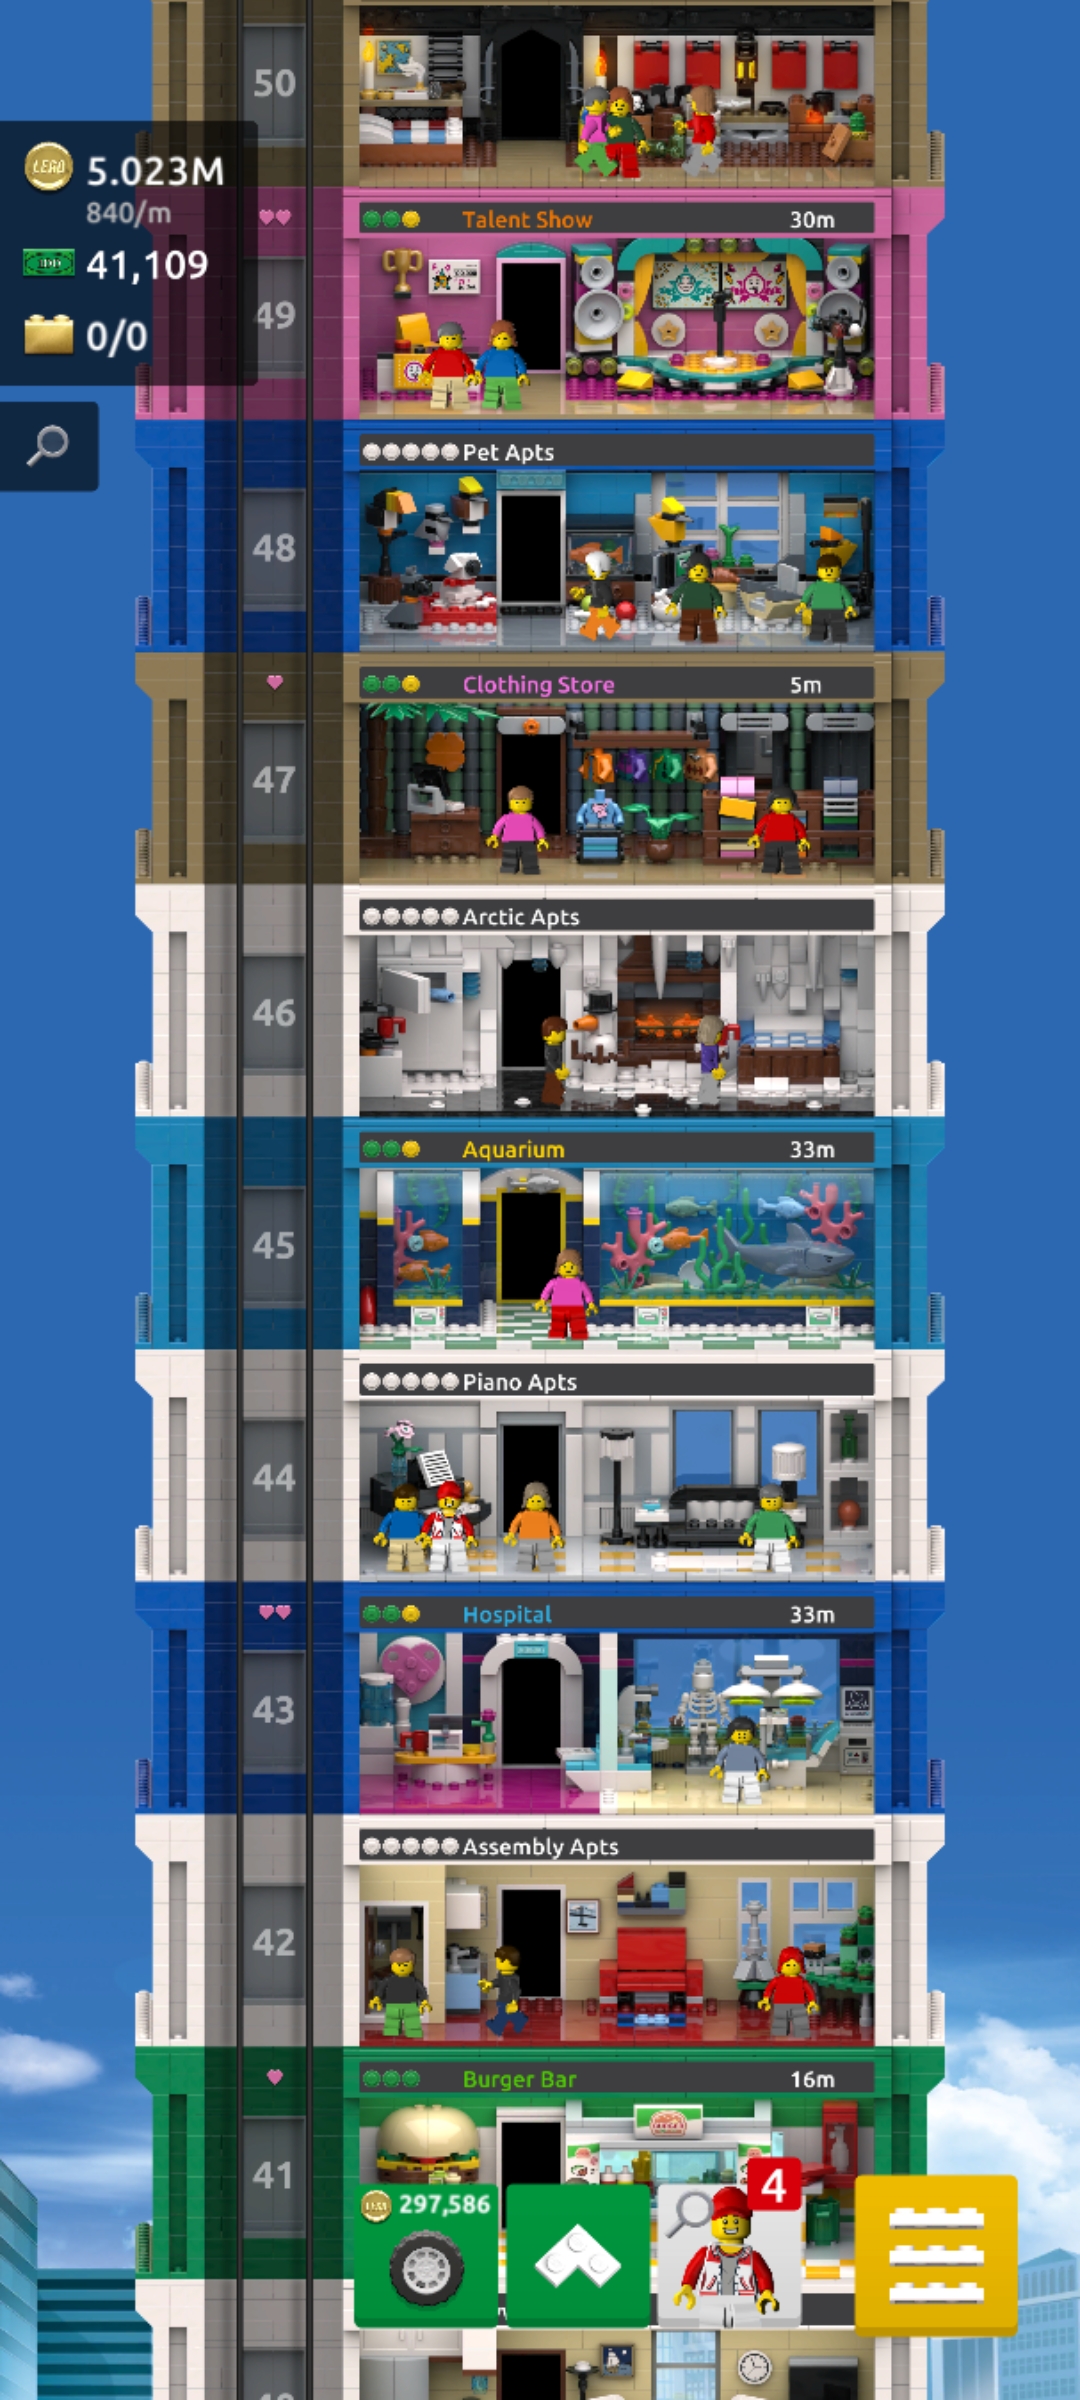 50
LEGO 5.023M
840/m
41,109
0/0
Talent Show 30m
49
Pet Apts
48
Clothing Store 5m
47
Arctic Apts
46
Aquarium 33m
45
Piano Apts
44
Hospital 33m
43
Assembly Apts
42
Burger Bar 16m
41
297,586
4